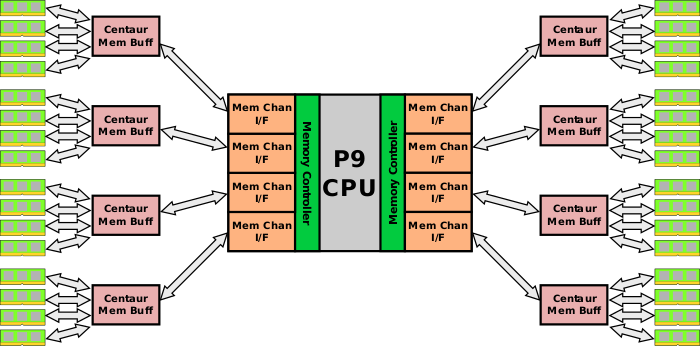 Centaur
Mem Buff
Centaur
Mem Buff
Mem Chan
I/F
Mem Chan
I/F
Centaur
Mem Buff
Mem Chan
I/F
Mem Chan
I/F
Centaur
Mem Buff
Memory Controller
P9
CPU
Memory Controller
Mem Chan
I/F
Mem Chan
I/F
Centaur
Mem Buff
Mem Chan
I/F
Mem Chan
I/F
Centaur
Mem Buff
Centaur
Mem Buff
Centaur
Mem Buff